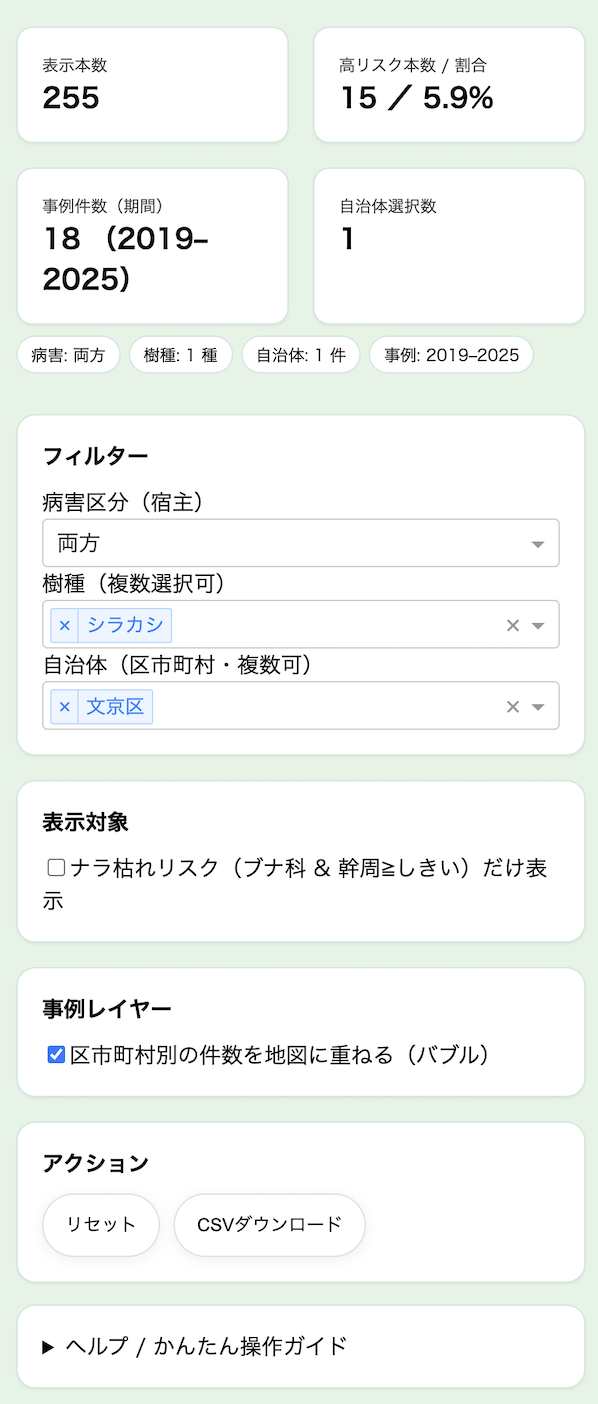 表示本数
255
高リスク本数 / 割合
15 ／ 5.9%
事例件数（期間）
18 （2019–
2025）
自治体選択数
1
病害: 両方
樹種: 1 種
自治体: 1 件
事例: 2019–2025
フィルター
病害区分（宿主）
両方
樹種（複数選択可）
× シラカシ
自治体（区市町村・複数可）
× 文京区
表示対象
ナラ枯れリスク（ブナ科 & 幹周≧しきい）だけ表
示
事例レイヤー
区市町村別の件数を地図に重ねる（バブル）
アクション
リセット
CSVダウンロード
▶ ヘルプ / かんたん操作ガイド